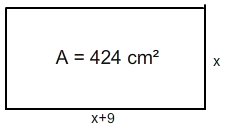 A = 424 cm²
x
x+9